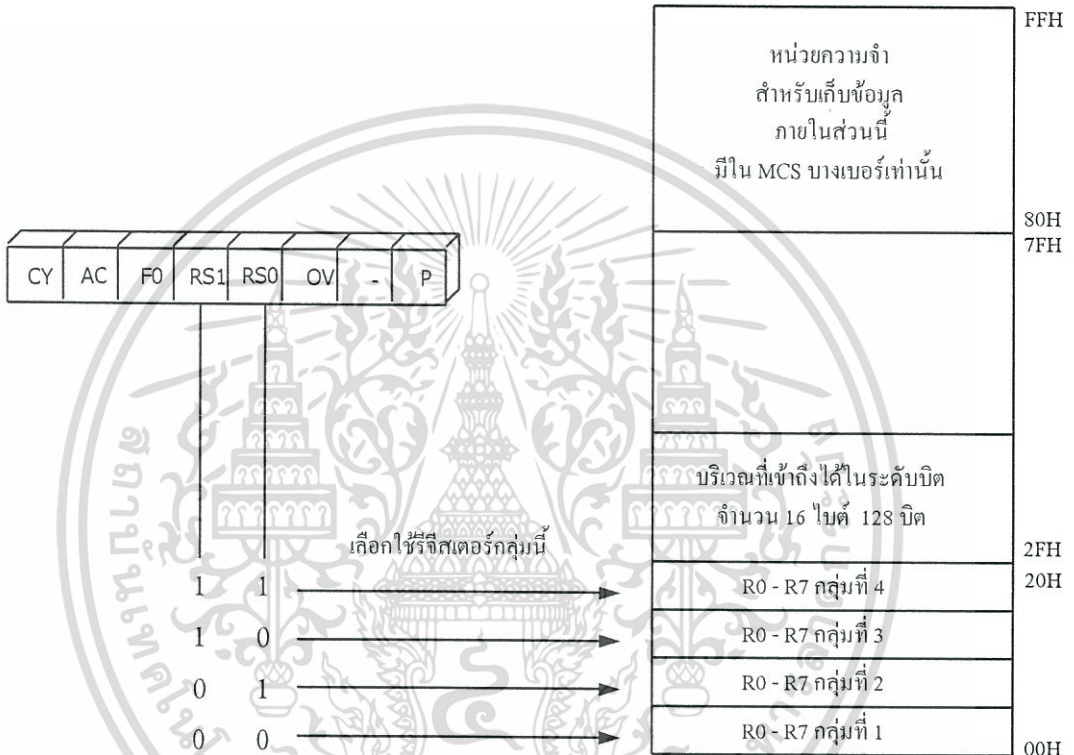 FFH
หน่วยความจำ
สำหรับเก็บข้อมูล
ภายในส่วนนี้
มีใน MCS บางเบอร์เท่านั้น
80H
7FH
CY AC F0 RS1 RS0 OV - P
บริเวณที่เข้าถึงได้ในระดับบิต
จำนวน 16 ไบต์ 128 บิต
2FH
20H
เลือกใช้รีจีสเตอร์กลุ่มนี้
1 1 R0 - R7 กลุ่มที่ 4
1 0 R0 - R7 กลุ่มที่ 3
0 1 R0 - R7 กลุ่มที่ 2
0 0 R0 - R7 กลุ่มที่ 1
00H